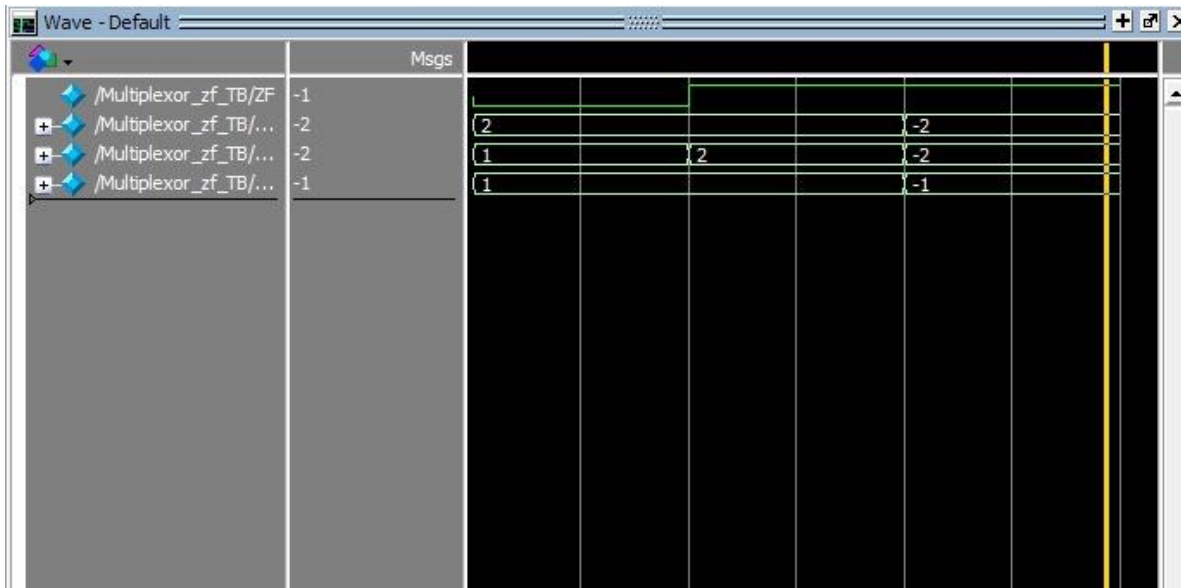 Wave - Default
Msgs
/Multiplexor_zf_TB/ZF -1
/Multiplexor_zf_TB/... -2 2 -2
/Multiplexor_zf_TB/... -2 1 2 -2
/Multiplexor_zf_TB/... -1 1 -1